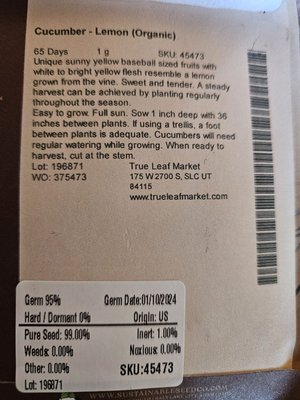 Cucumber - Lemon (Organic)
65 Days 1 g SKU: 45473
Unique sunny yellow baseball sized fruits with
white to bright yellow flesh resemble a lemon
grown from the vine. Sweet and tender. A steady
harvest can be achieved by planting regularly
throughout the season.
Easy to grow. Full sun. Sow 1 inch deep with 36
inches between plants. If using a trellis, a foot
between plants is adequate. Cucumbers will need
regular watering while growing. When ready to
harvest, cut at the stem.
Lot: 196871 True Leaf Market
WO: 375473 175 W 2700 S, SLC UT
84115
www.trueleafmarket.com
Germ 95% Germ Date:01/10/2024
Hard / Dormant 0% Origin: US
Pure Seed: 99.00% Inert: 1.00%
Weeds: 0.00% Noxious: 0.00%
Other: 0.00% SKU:45473
Lot: 196871
WWW.SUSTAINABLESEEDCO.COM